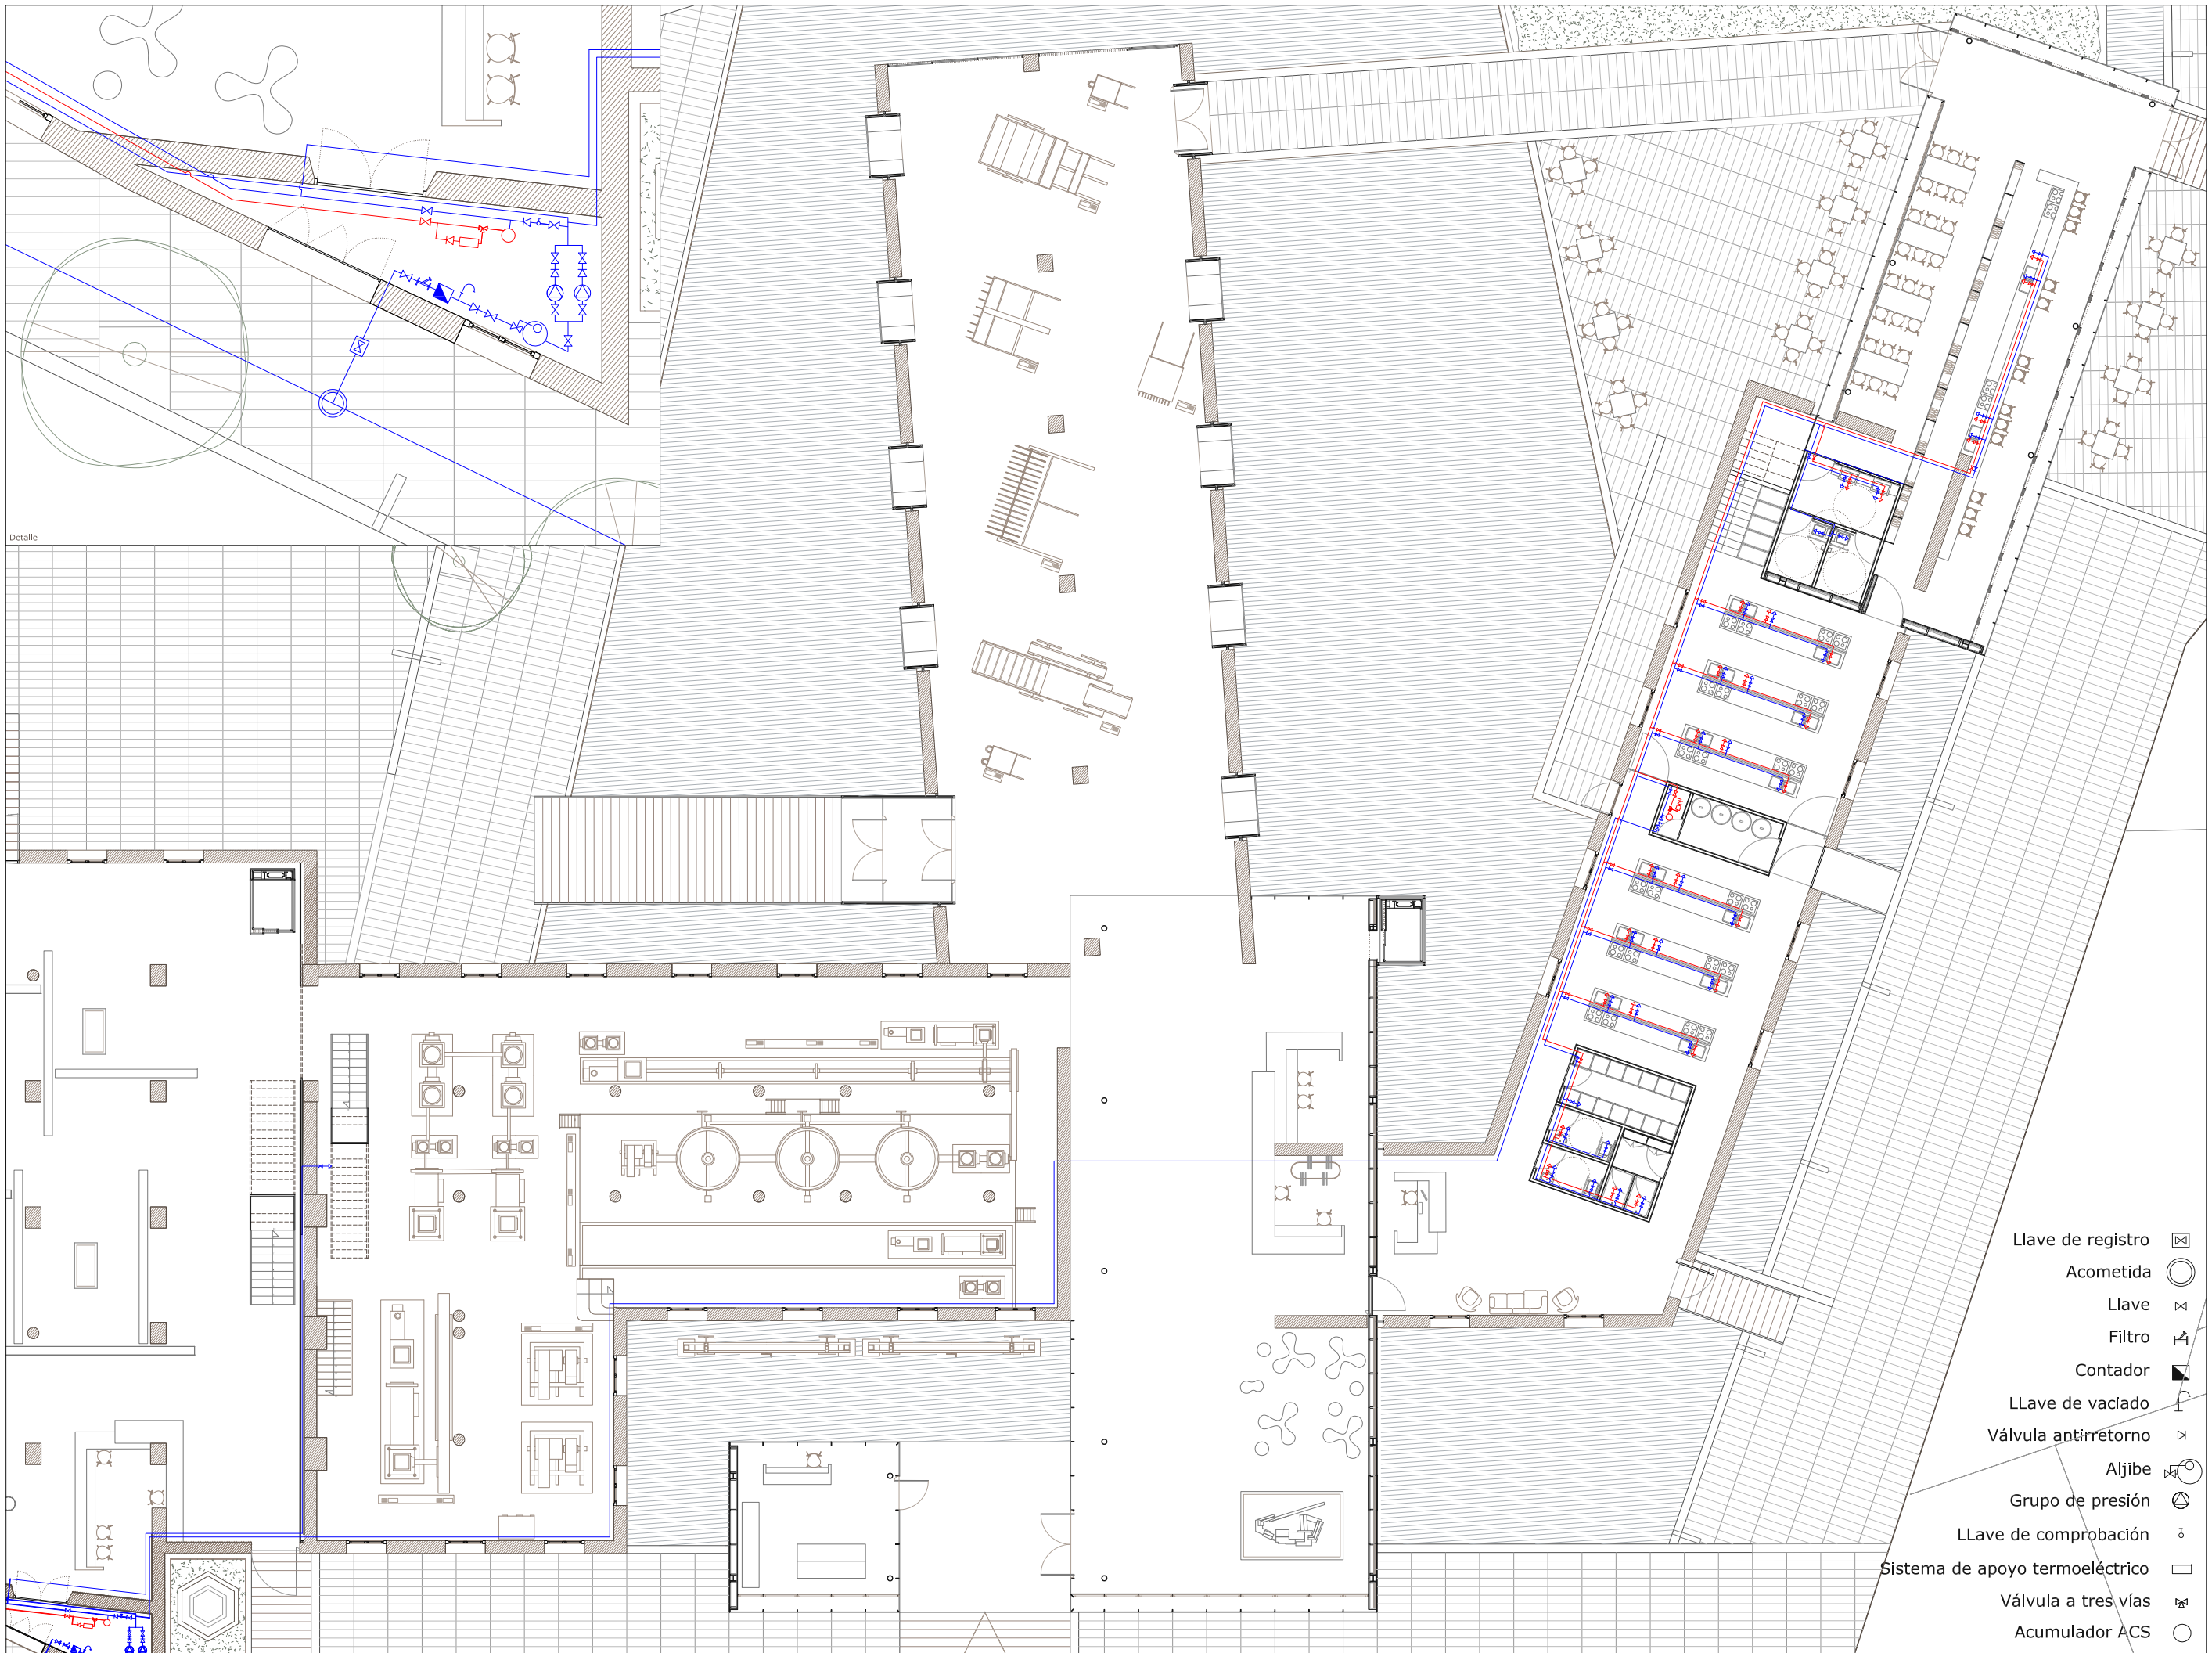 Detalle
Llave de registro
Acometida
Llave
Filtro
Contador
LLave de vaciado
Válvula antirretorno
Aljibe
Grupo de presión
LLave de comprobación
Sistema de apoyo termoeléctrico
Válvula a tres vías
Acumulador ACS